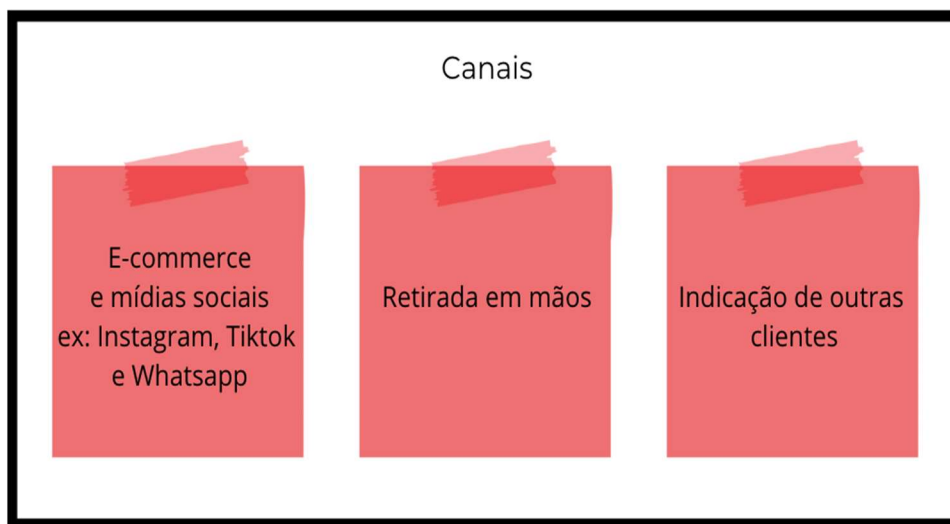 Canais
E-commerce
e mídias sociais
ex: Instagram, Tiktok
e Whatsapp
Retirada em mãos
Indicação de outras
clientes